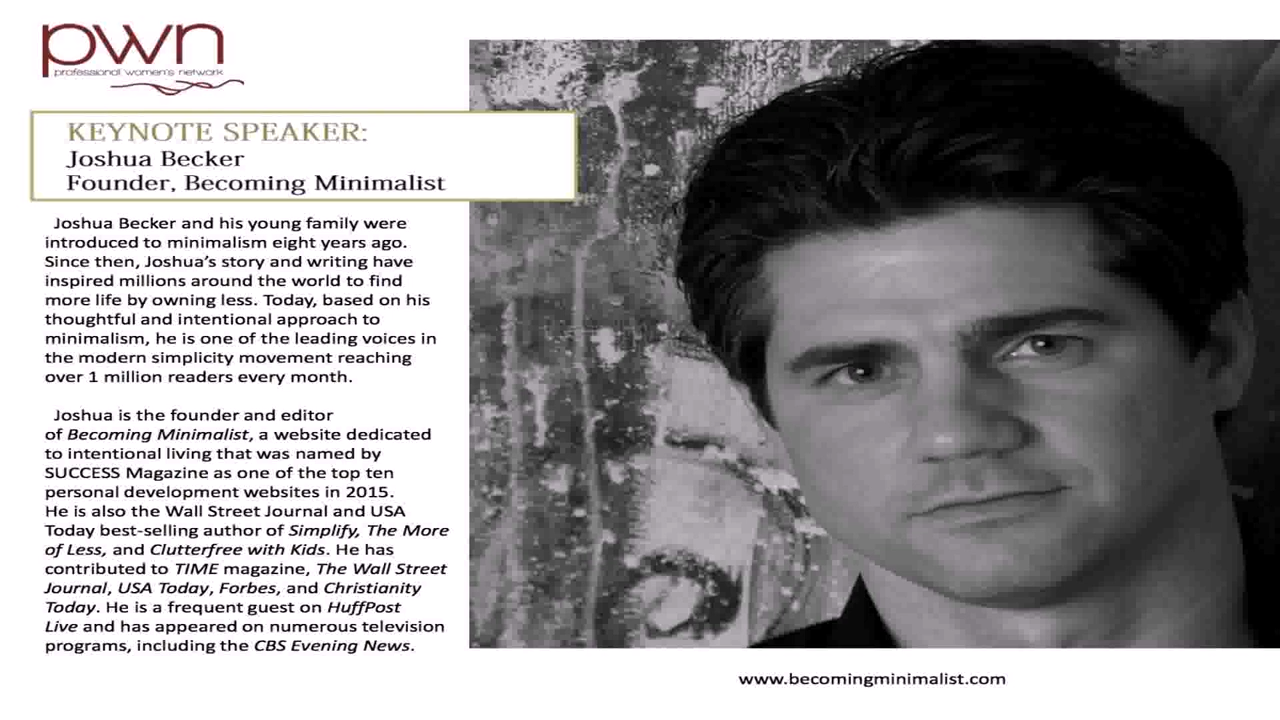 pwn
professional women's network
KEYNOTE SPEAKER:
Joshua Becker
Founder, Becoming Minimalist
Joshua Becker and his young family were
introduced to minimalism eight years ago.
Since then, Joshua’s story and writing have
inspired millions around the world to find
more life by owning less. Today, based on his
thoughtful and intentional approach to
minimalism, he is one of the leading voices in
the modern simplicity movement reaching
over 1 million readers every month.
Joshua is the founder and editor
of Becoming Minimalist, a website dedicated
to intentional living that was named by
SUCCESS Magazine as one of the top ten
personal development websites in 2015.
He is also the Wall Street Journal and USA
Today best-selling author of Simplify, The More
of Less, and Clutterfree with Kids. He has
contributed to TIME magazine, The Wall Street
Journal, USA Today, Forbes, and Christianity
Today. He is a frequent guest on HuffPost
Live and has appeared on numerous television
programs, including the CBS Evening News.
www.becomingminimalist.com